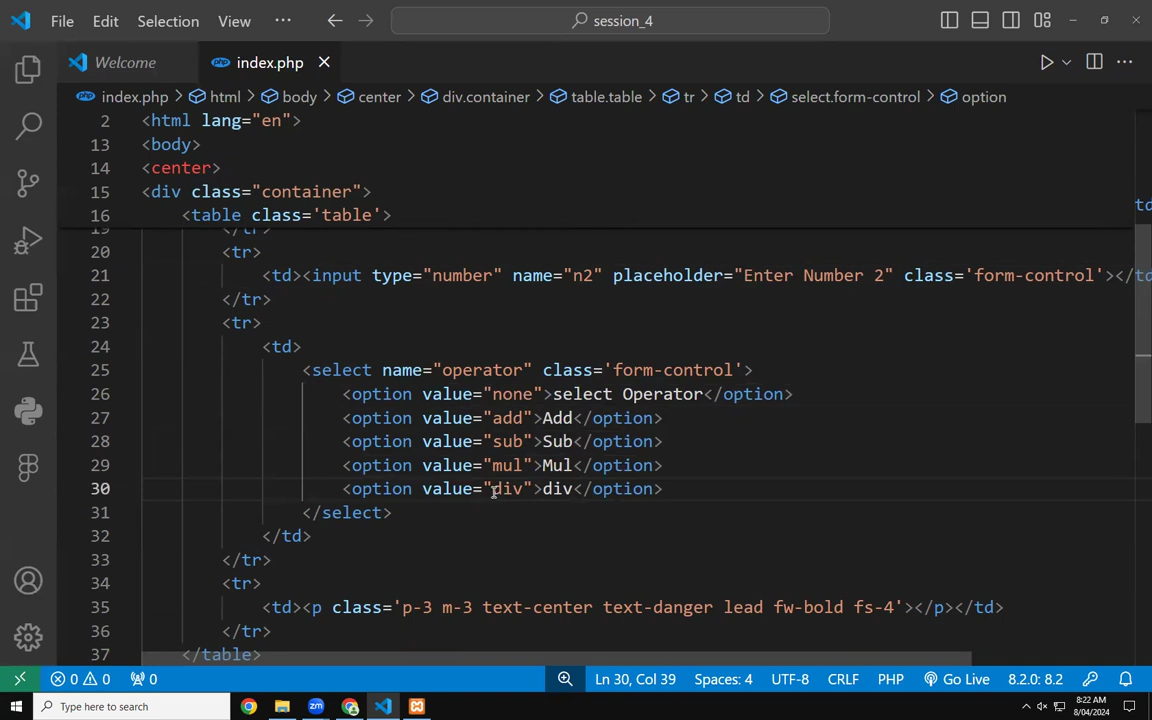 File Edit Selection View ··· session_4
Welcome index.php
index.php > html > body > center > div.container > table.table > tr > td > select.form-control > option
2 <html lang="en">
13 <body>
14 <center>
15 <div class="container">
16 <table class='table'>
19 </tr>
20 <tr>
21 <td><input type="number" name="n2" placeholder="Enter Number 2" class='form-control'></td
22 </tr>
23 <tr>
24 <td>
25 <select name="operator" class='form-control'>
26 <option value="none">select Operator</option>
27 <option value="add">Add</option>
28 <option value="sub">Sub</option>
29 <option value="mul">Mul</option>
30 <option value="div">div</option>
31 </select>
32 </td>
33 </tr>
34 <tr>
35 <td><p class='p-3 m-3 text-center text-danger lead fw-bold fs-4'></p></td>
36 </tr>
37 </table>
0 0 0 Ln 30, Col 39 Spaces: 4 UTF-8 CRLF PHP Go Live 8.2.0: 8.2
Type here to search
8:22 AM
8/04/2024